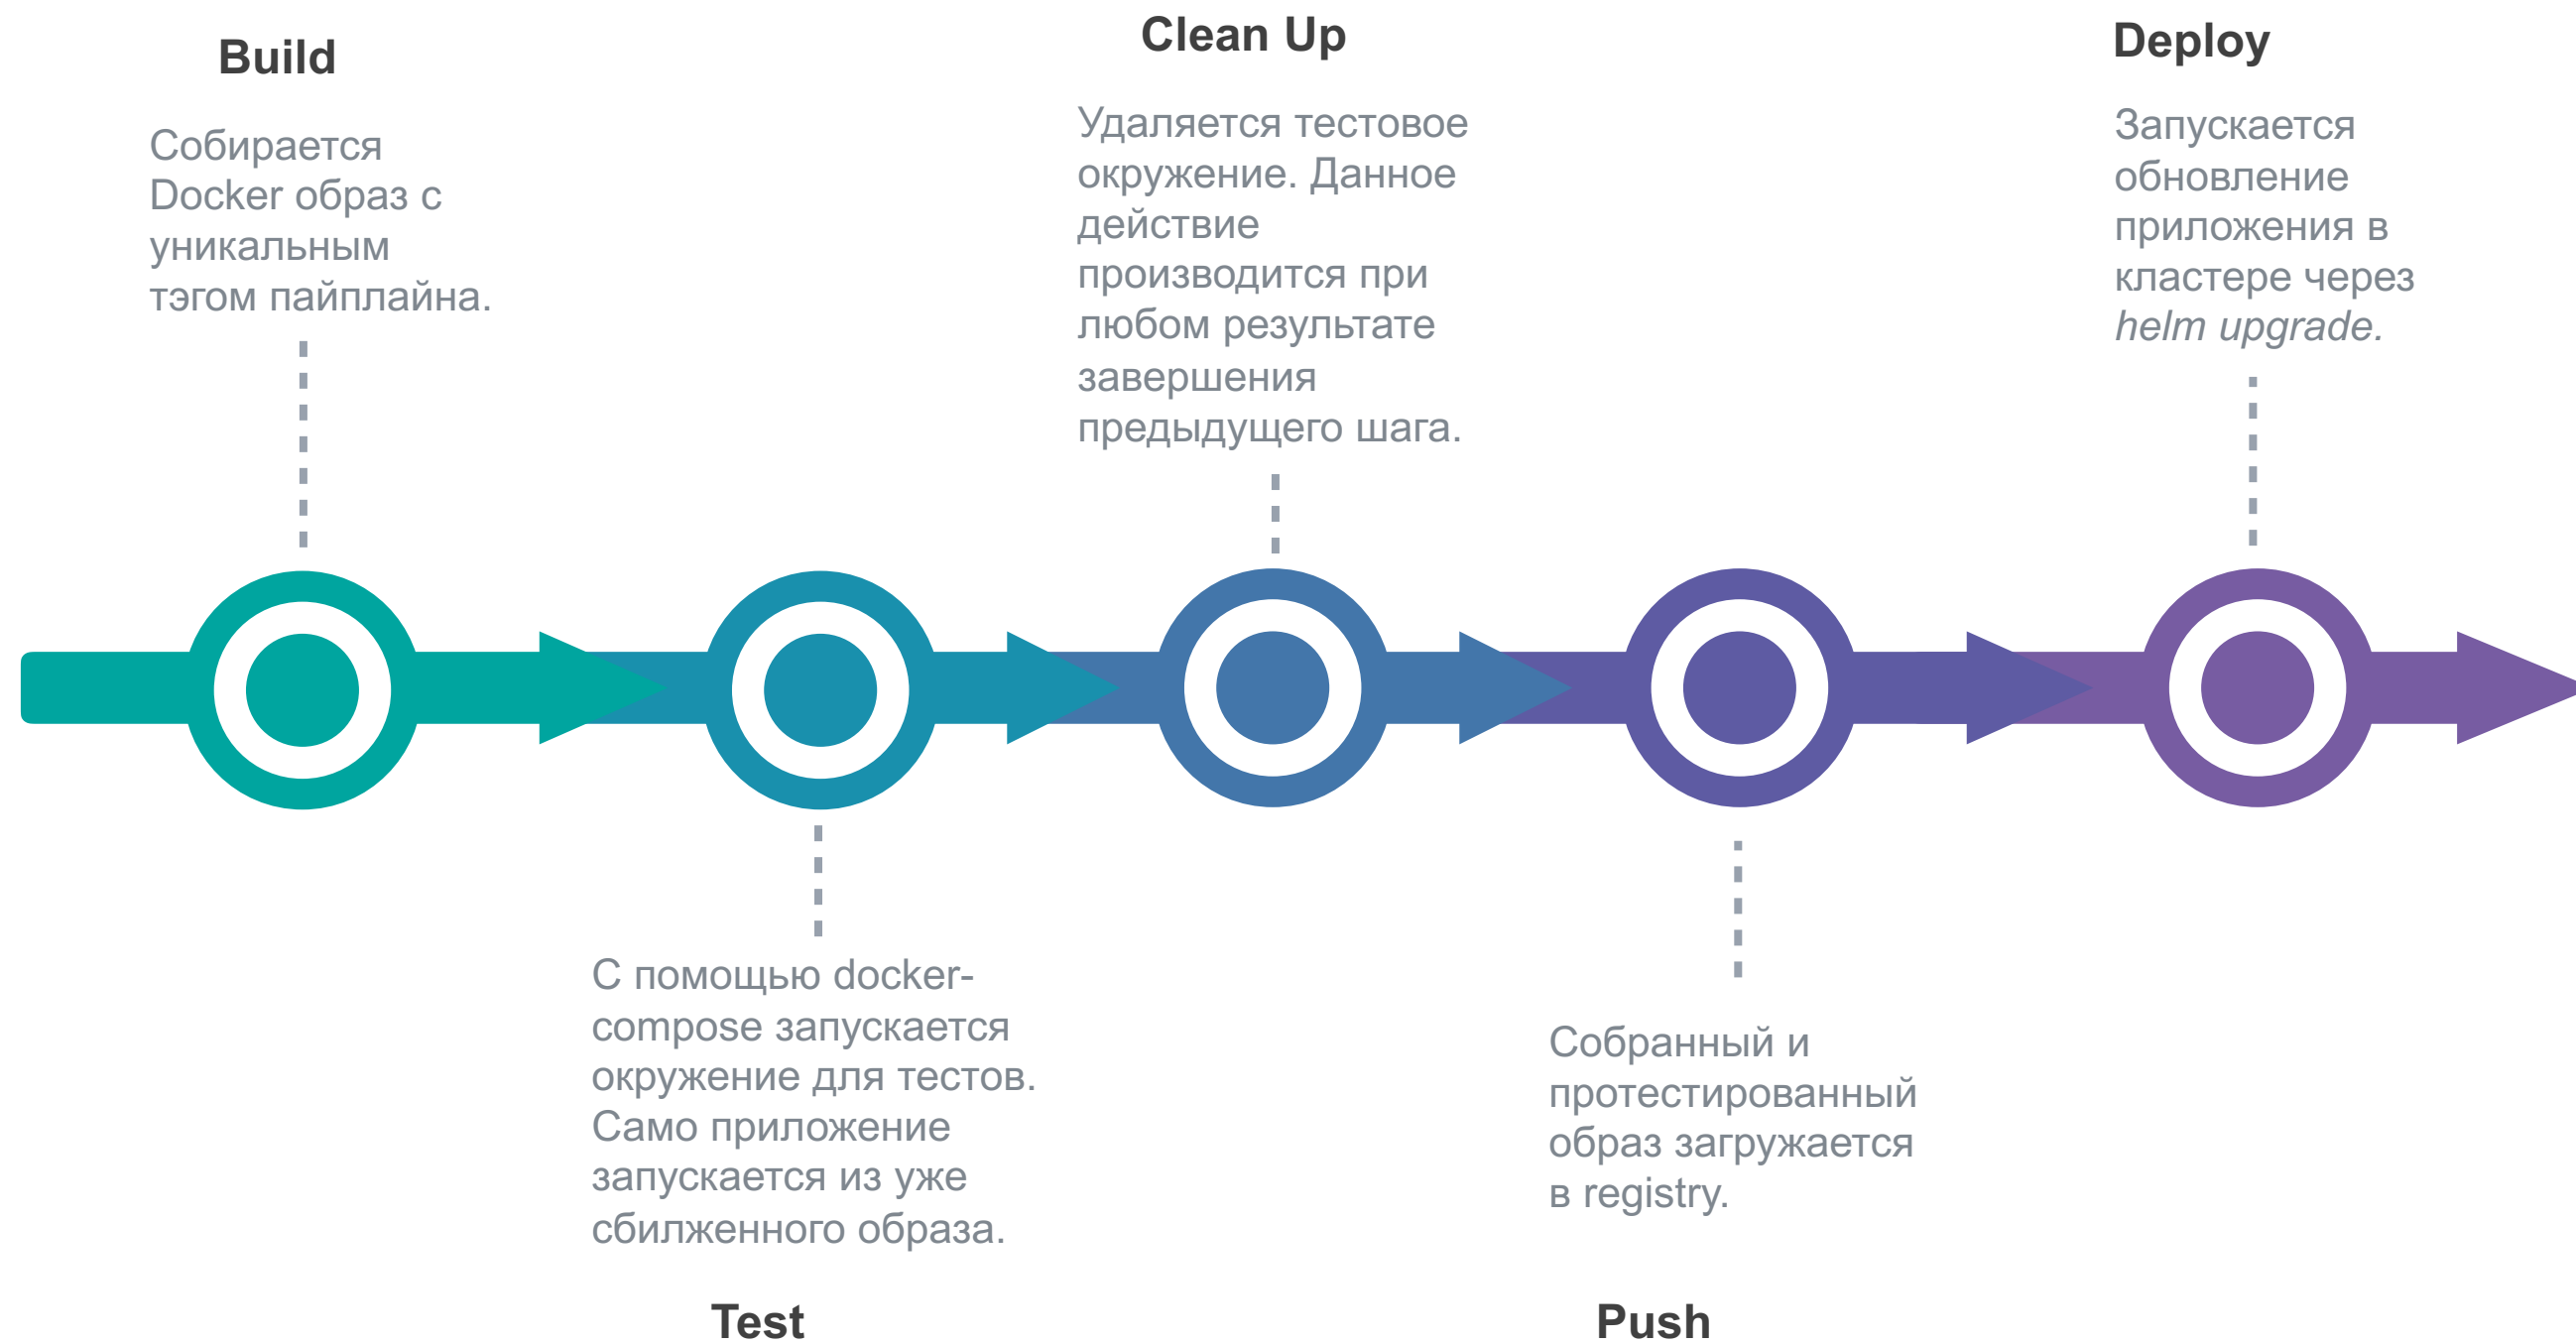 Build
Собирается
Docker образ с
уникальным
тэгом пайплайна.
С помощью docker-
compose запускается
окружение для тестов.
Само приложение
запускается из уже
сбилженного образа.
Test
Clean Up
Удаляется тестовое
окружение. Данное
действие
производится при
любом результате
завершения
предыдущего шага.
Собранный и
протестированный
образ загружается
в registry.
Push
Deploy
Запускается
обновление
приложения в
кластере через
helm upgrade.